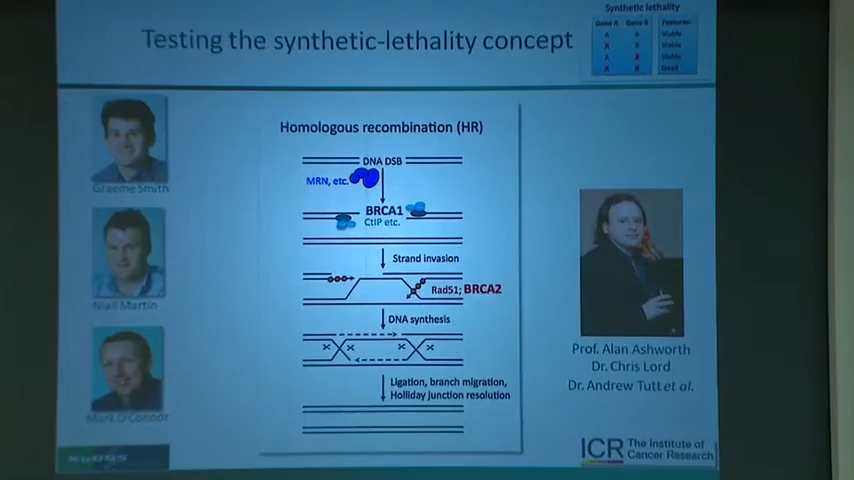 Testing the synthetic-lethality concept
Synthetic lethality
Gene A Gene B Features:
A B Viable
X B Viable
A B Viable
X B Dead
Graeme Smith
Niall Martin
Mark O'Connor
KuDOS
Homologous recombination (HR)
DNA DSB
MRN, etc.
BRCA1
CtIP etc.
Strand invasion
Rad51; BRCA2
DNA synthesis
Ligation, branch migration,
Holliday junction resolution
Prof. Alan Ashworth
Dr. Chris Lord
Dr. Andrew Tutt et al.
ICR The Institute of
Cancer Research